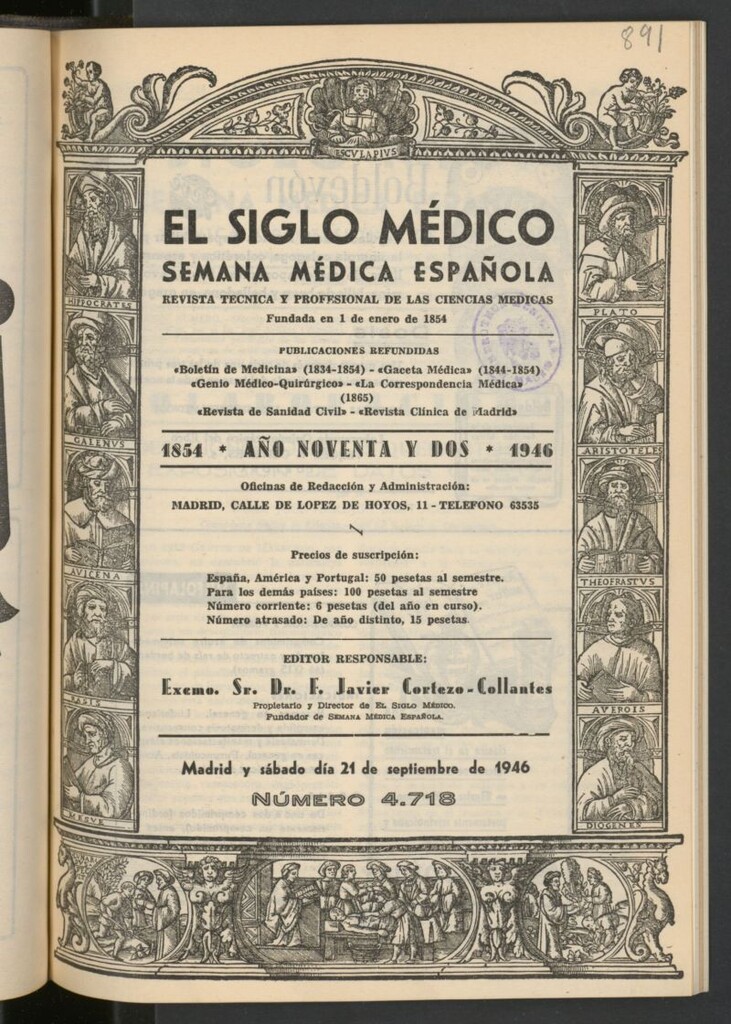 891
ESCVLAPIVS
EL SIGLO MÉDICO
SEMANA MÉDICA ESPAÑOLA
REVISTA TECNICA Y PROFESIONAL DE LAS CIENCIAS MEDICAS
Fundada en 1 de enero de 1854
PUBLICACIONES REFUNDIDAS
«Boletín de Medicina» (1834-1854) - «Gaceta Médica» (1844-1854)
«Genio Médico-Quirúrgico» - «La Correspondencia Médica»
(1865)
«Revista de Sanidad Civil» - «Revista Clínica de Madrid»
1854 * AÑO NOVENTA Y DOS * 1946
Oficinas de Redacción y Administración:
MADRID, CALLE DE LOPEZ DE HOYOS, 11 - TELEFONO 63535
Precios de suscripción:
España, América y Portugal: 50 pesetas al semestre.
Para los demás países: 100 pesetas al semestre
Número corriente: 6 pesetas (del año en curso).
Número atrasado: De año distinto, 15 pesetas.
EDITOR RESPONSABLE:
Excmo. Sr. Dr. F. Javier Cortezo-Collantes
Propietario y Director de EL SIGLO MÉDICO.
Fundador de SEMANA MÉDICA ESPAÑOLA.
Madrid y sábado día 21 de septiembre de 1946
NÚMERO 4.718
HIPPOCRATES
GALENVS
AVICENA
RASIS
MESVE
PLATO
ARISTOTELES
THEOFRASTVS
AVEROIS
DIOGENES